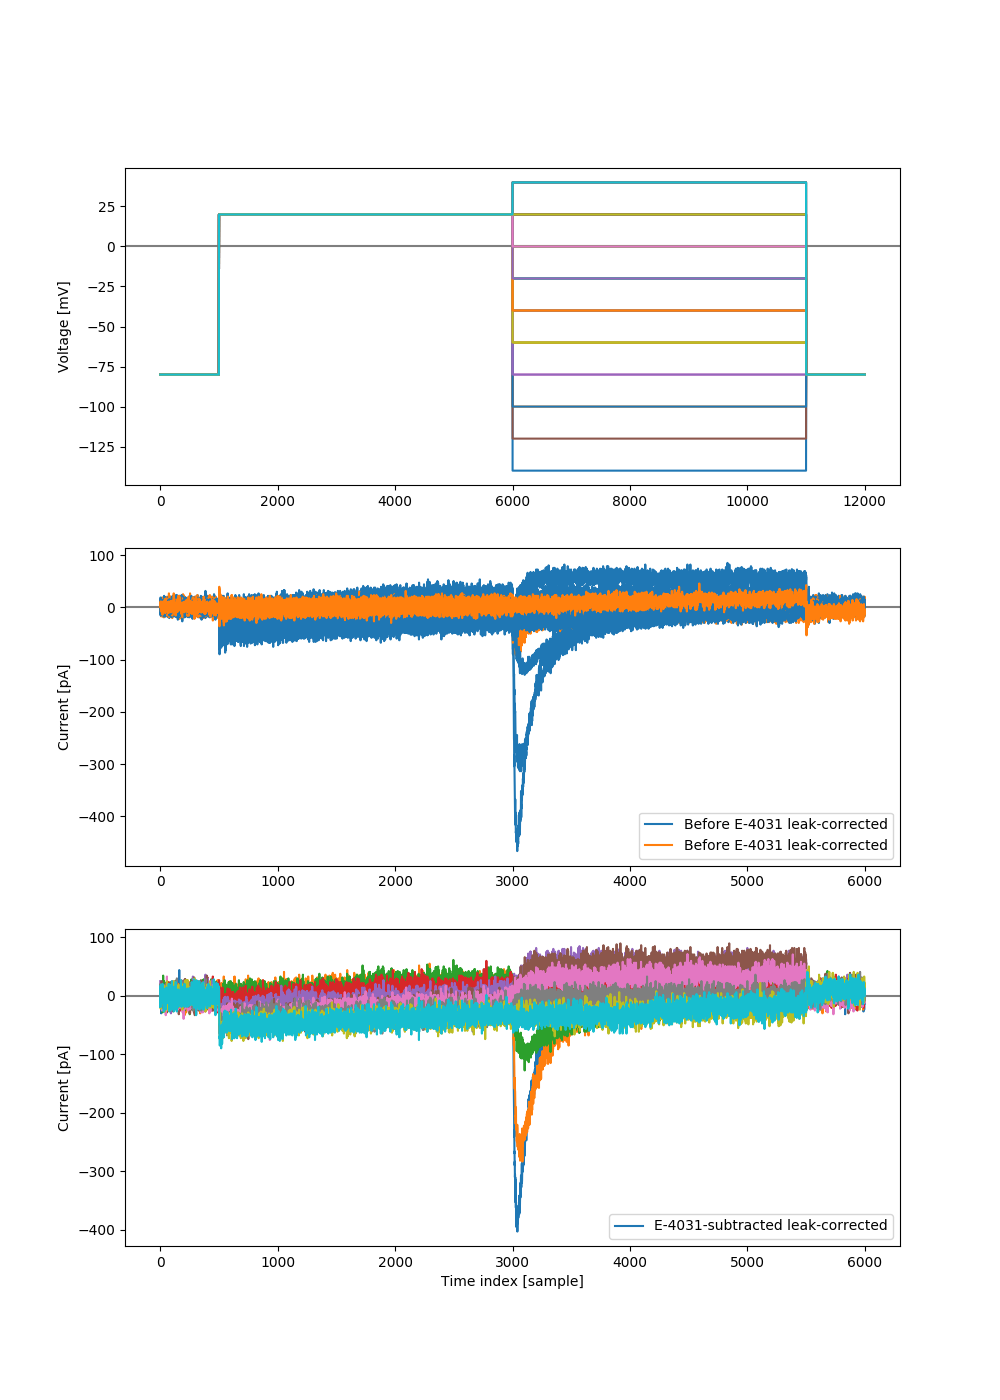 25
0
−25
−50
−75
−100
−125
Voltage [mV]
0 2000 4000 6000 8000 10000 12000
100
0
−100
−200
−300
−400
Current [pA]
Before E-4031 leak-corrected
Before E-4031 leak-corrected
0 1000 2000 3000 4000 5000 6000
100
0
−100
−200
−300
−400
Current [pA]
E-4031-subtracted leak-corrected
0 1000 2000 3000 4000 5000 6000
Time index [sample]